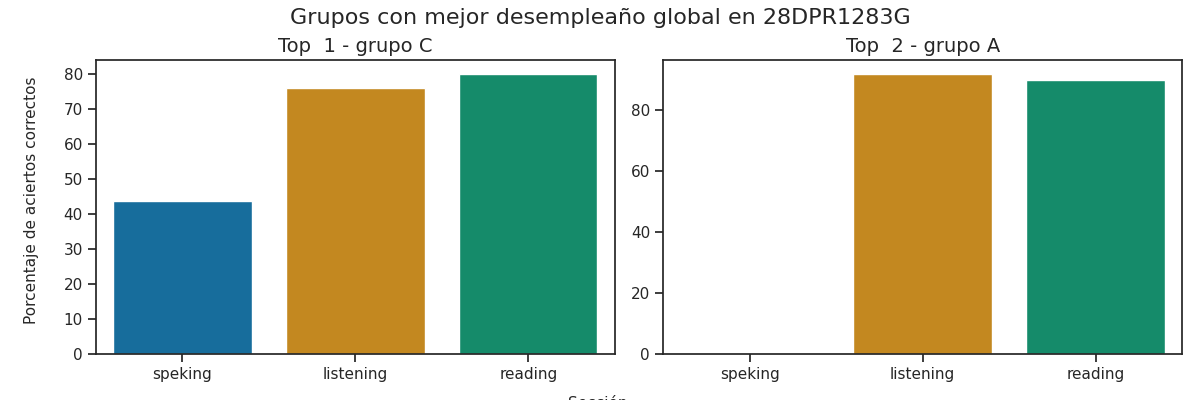 Grupos con mejor desempleaño global en 28DPR1283G
Top  1 - grupo C
Top  2 - grupo A
Porcentaje de aciertos correctos
80
70
60
50
40
30
20
10
0
speking
listening
reading
80
60
40
20
0
speking
listening
reading
Sección